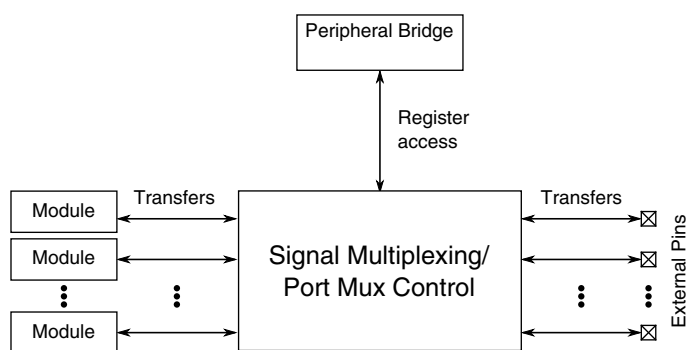 Peripheral Bridge
Register
access
Transfers
Transfers
Module
Module
Module
Signal Multiplexing/
Port Mux Control
External Pins